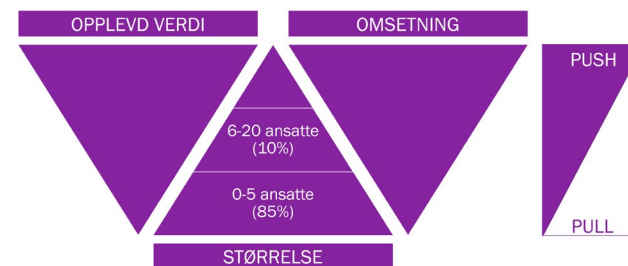 OPPLEVD VERDI
OMSETNING
PUSH
6-20 ansatte
(10%)
0-5 ansatte
(85%)
PULL
STØRRELSE